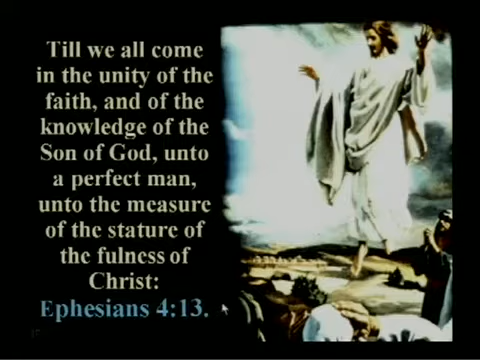 Till we all come
in the unity of the
faith, and of the
knowledge of the
Son of God, unto
a perfect man,
unto the measure
of the stature of
the fulness of
Christ:
Ephesians 4:13.